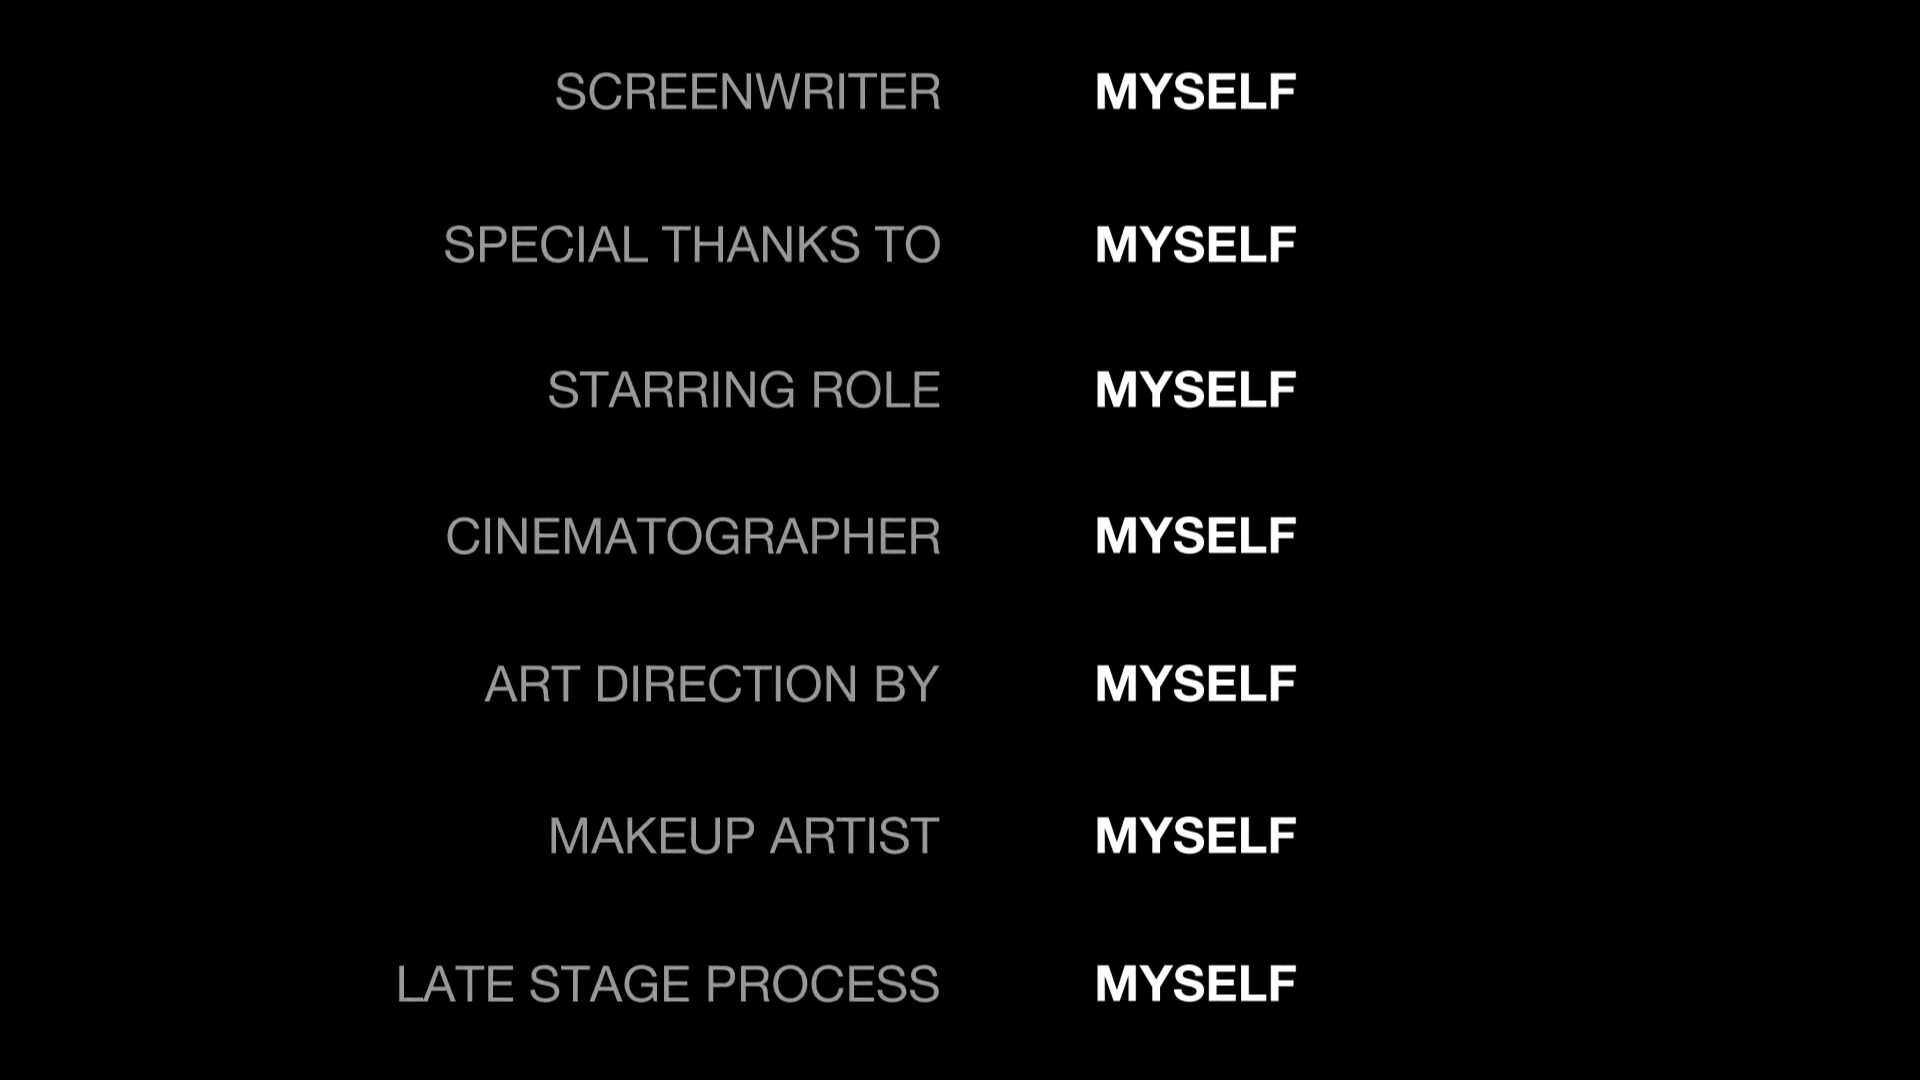 SCREENWRITER MYSELF
SPECIAL THANKS TO MYSELF
STARRING ROLE MYSELF
CINEMATOGRAPHER MYSELF
ART DIRECTION BY MYSELF
MAKEUP ARTIST MYSELF
LATE STAGE PROCESS MYSELF